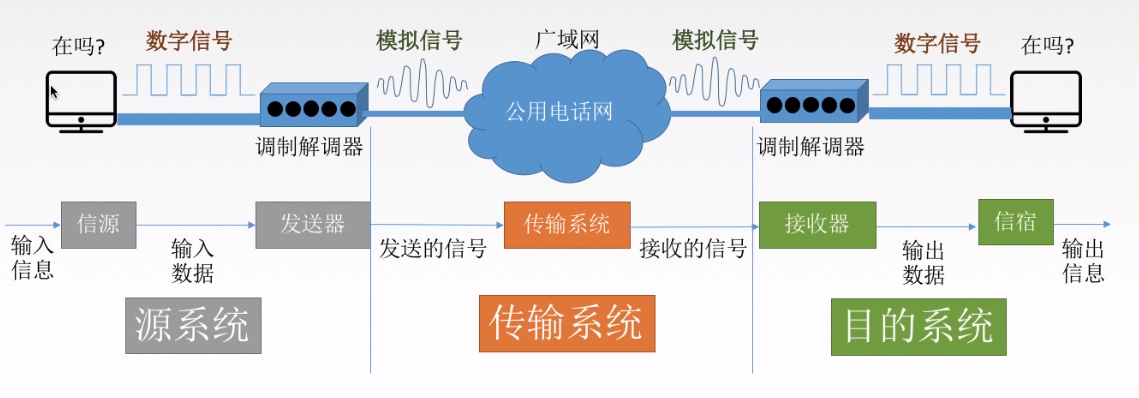 在吗?
数字信号
模拟信号
广域网
模拟信号
数字信号
在吗?
公用电话网
调制解调器
调制解调器
信源
发送器
传输系统
接收器
信宿
输入
信息
输入
数据
发送的信号
接收的信号
输出
数据
输出
信息
源系统
传输系统
目的系统